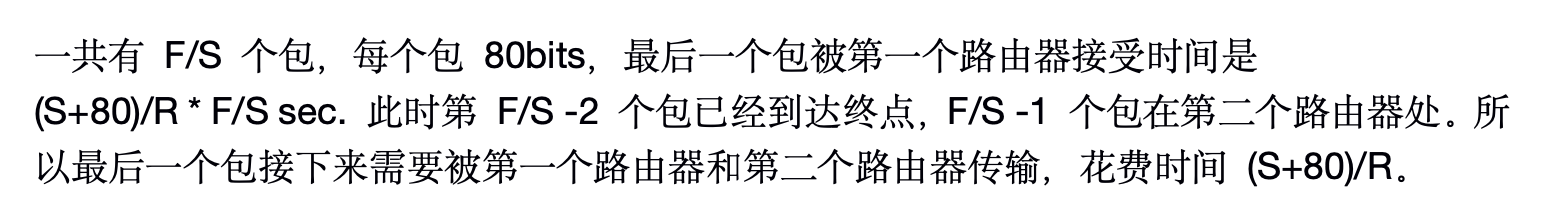 一共有 F/S 个包，每个包 80bits，最后一个包被第一个路由器接受时间是
(S+80)/R * F/S sec. 此时第 F/S -2 个包已经到达终点，F/S -1 个包在第二个路由器处。所
以最后一个包接下来需要被第一个路由器和第二个路由器传输，花费时间 (S+80)/R。